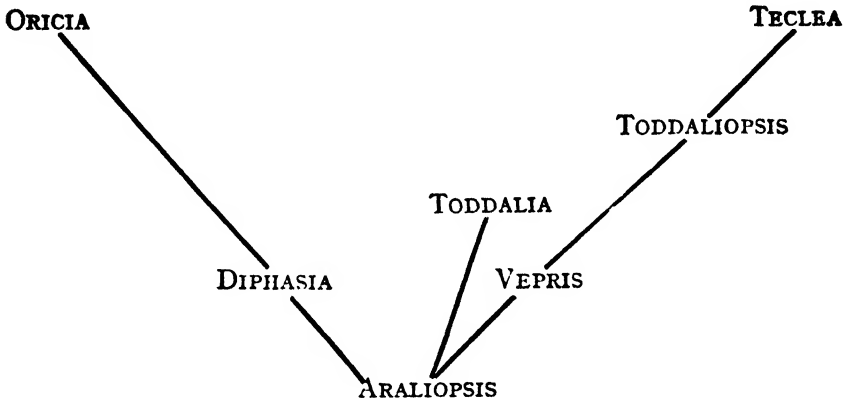 ORICIA
TECLEA
TODDALIOPSIS
TODDALIA
DIPHASIA
VEPRIS
ARALIOPSIS